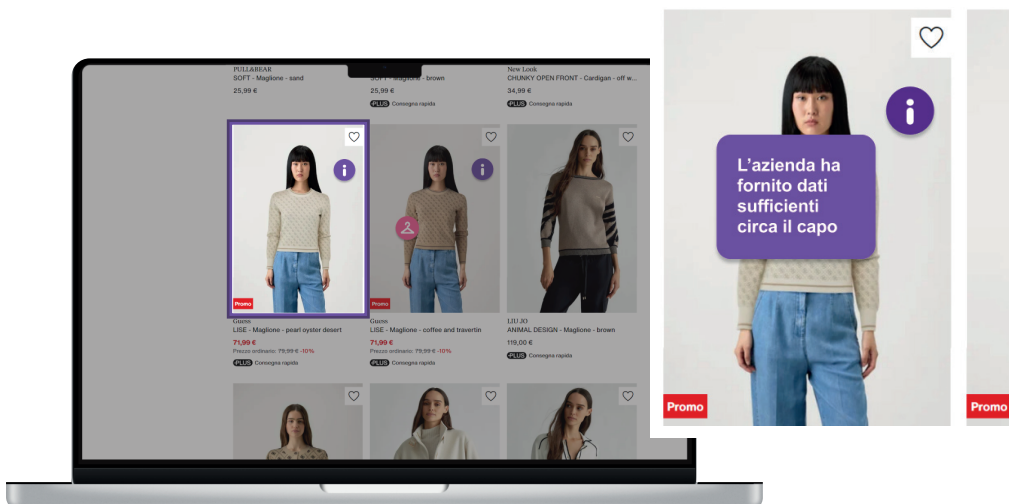 PULL&BEAR
SOFT - Maglione - sand
25,99 €
SOFT - Maglione - brown
25,99 €
PLUS Consegna rapida
New Look
CHUNKY OPEN FRONT - Cardigan - off w...
34,99 €
PLUS Consegna rapida
Promo
Guess
LISE - Maglione - pearl oyster desert
71,99 €
Prezzo ordinario: 79,99 € -10%
PLUS Consegna rapida
Promo
Guess
LISE - Maglione - coffee and travertin
71,99 €
Prezzo ordinario: 79,99 € -10%
PLUS Consegna rapida
LIU JO
ANIMAL DESIGN - Maglione - brown
119,00 €
PLUS Consegna rapida
L'azienda ha
fornito dati
sufficienti
circa il capo
Promo
Promo